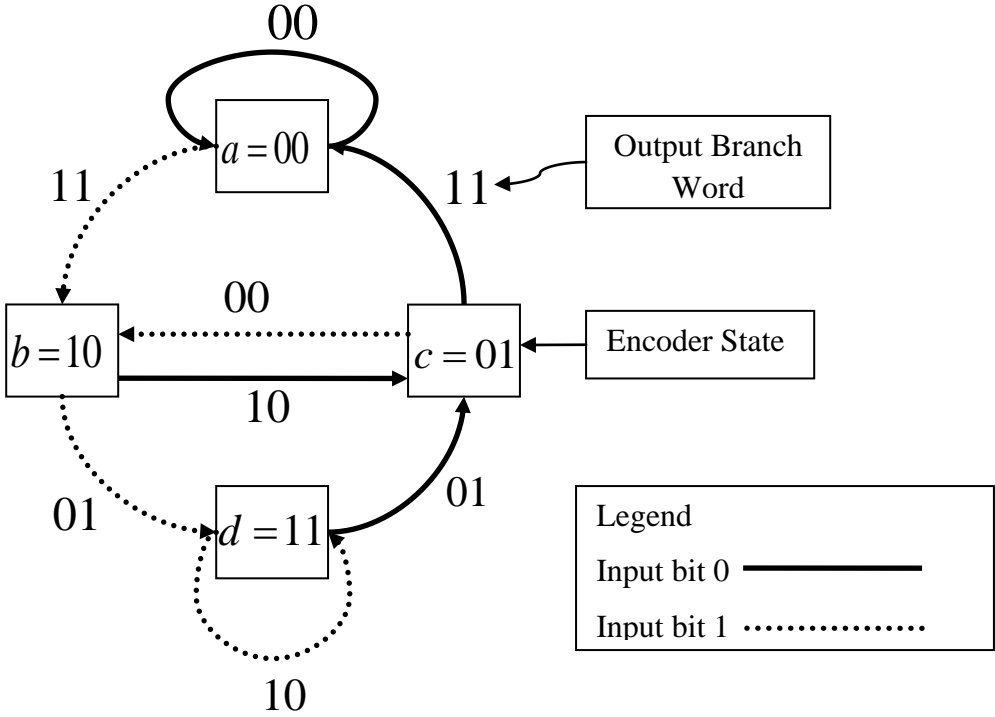 00
a = 00
Output Branch
Word
11
11
00
b = 10
c = 01
Encoder State
10
01
01
d = 11
Legend
Input bit 0
Input bit 1
10